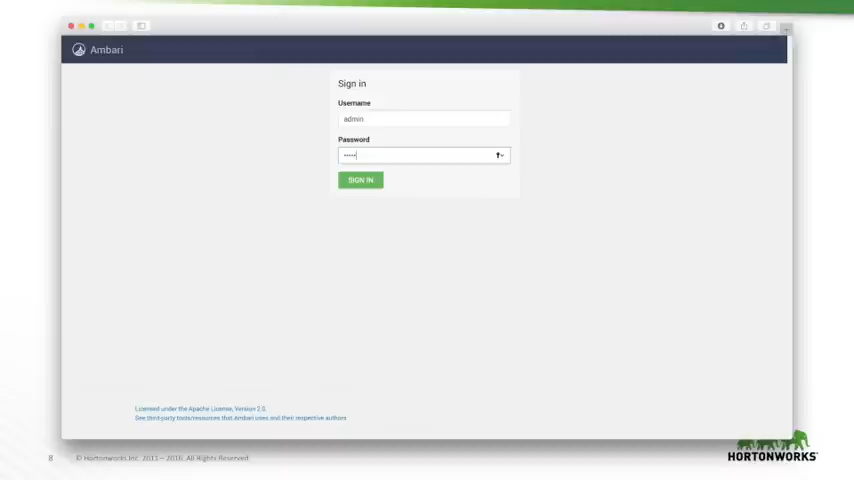 Ambari
Sign in
Username
admin
Password
SIGN IN
Licensed under the Apache License, Version 2.0.
See third-party tools/resources that Ambari uses and their respective authors
8 © Hortonworks Inc. 2011 – 2016. All Rights Reserved
HORTONWORKS